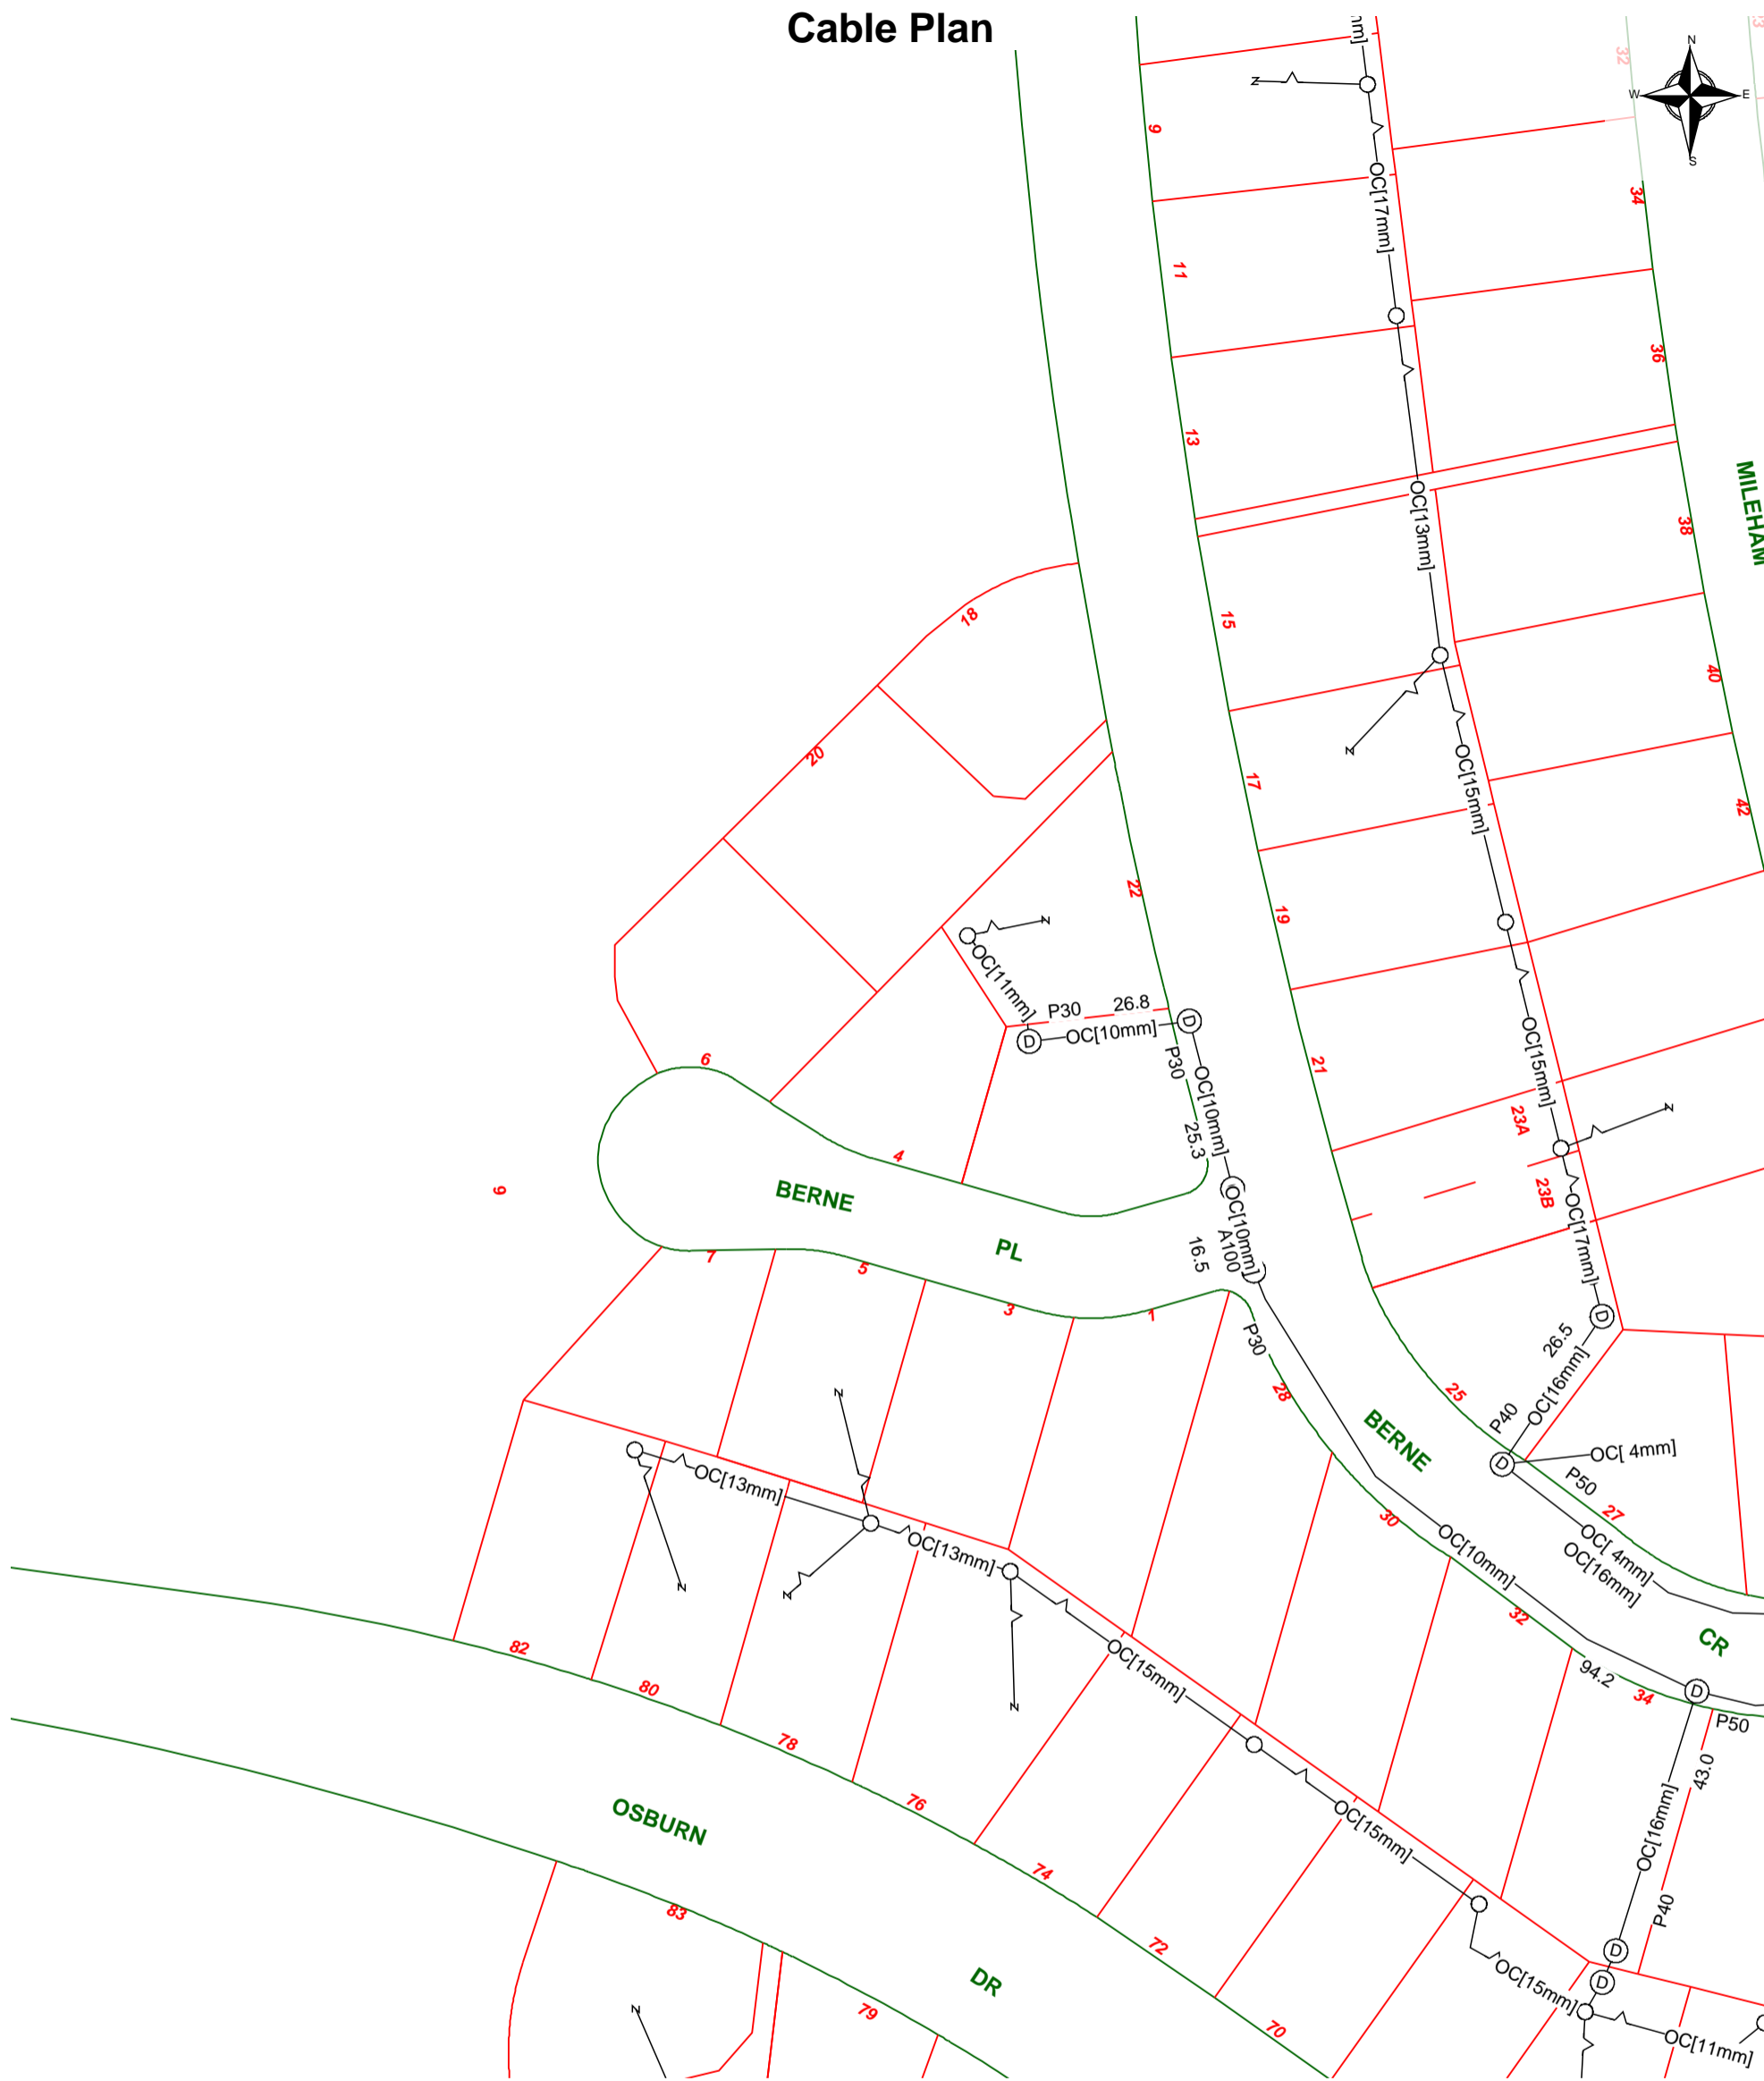 Cable Plan
mm]
32
N
W
E
S
9
OC[17mm]
34
11
36
13
MILEHAM
OC[13mm]
38
18
15
40
20
17
OC[15mm]
42
22
19
OC[11mm]
P30
26.8
OC[10mm]
D
D
P30
OC[10mm]
25.3
21
OC[15mm]
23A
23B
6
4
9
BERNE
PL
OC[10mm]
A100
16.5
OC[17mm]
7
5
3
1
D
P30
26.5
OC[16mm]
P40
28
25
BERNE
D
OC[ 4mm]
P50
27
OC[13mm]
OC[13mm]
30
OC[10mm]
OC[ 4mm]
OC[16mm]
32
CR
82
80
OC[15mm]
94.2
34
D
P50
78
43.0
76
OSBURN
OC[15mm]
OC[16mm]
74
83
P40
72
D
DR
OC[15mm]
D
79
70
OC[11mm]